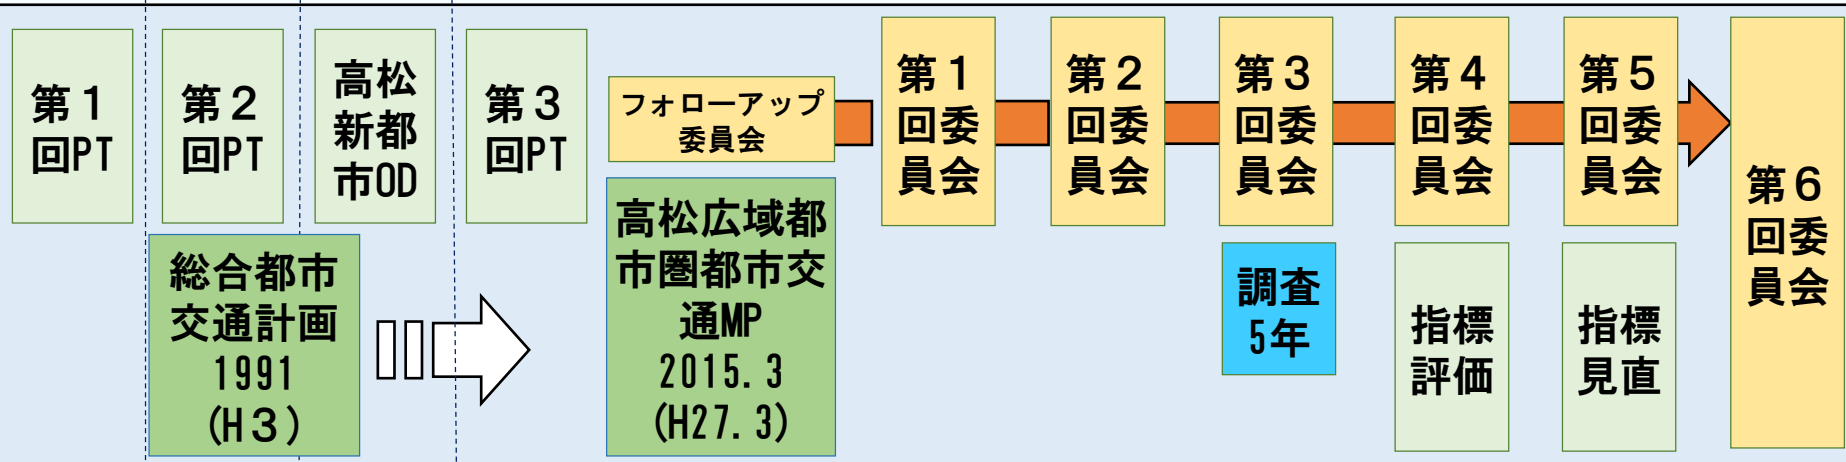 第１
回PT
第２
回PT
高松
新都
市OD
第３
回PT
フォローアップ
委員会
第１
回委
員会
第２
回委
員会
第３
回委
員会
第４
回委
員会
第５
回委
員会
第６
回委
員会
総合都市
交通計画
1991
(H３)
高松広域都
市圏都市交
通MP
2015.3
(H27.3)
調査
5年
指標
評価
指標
見直